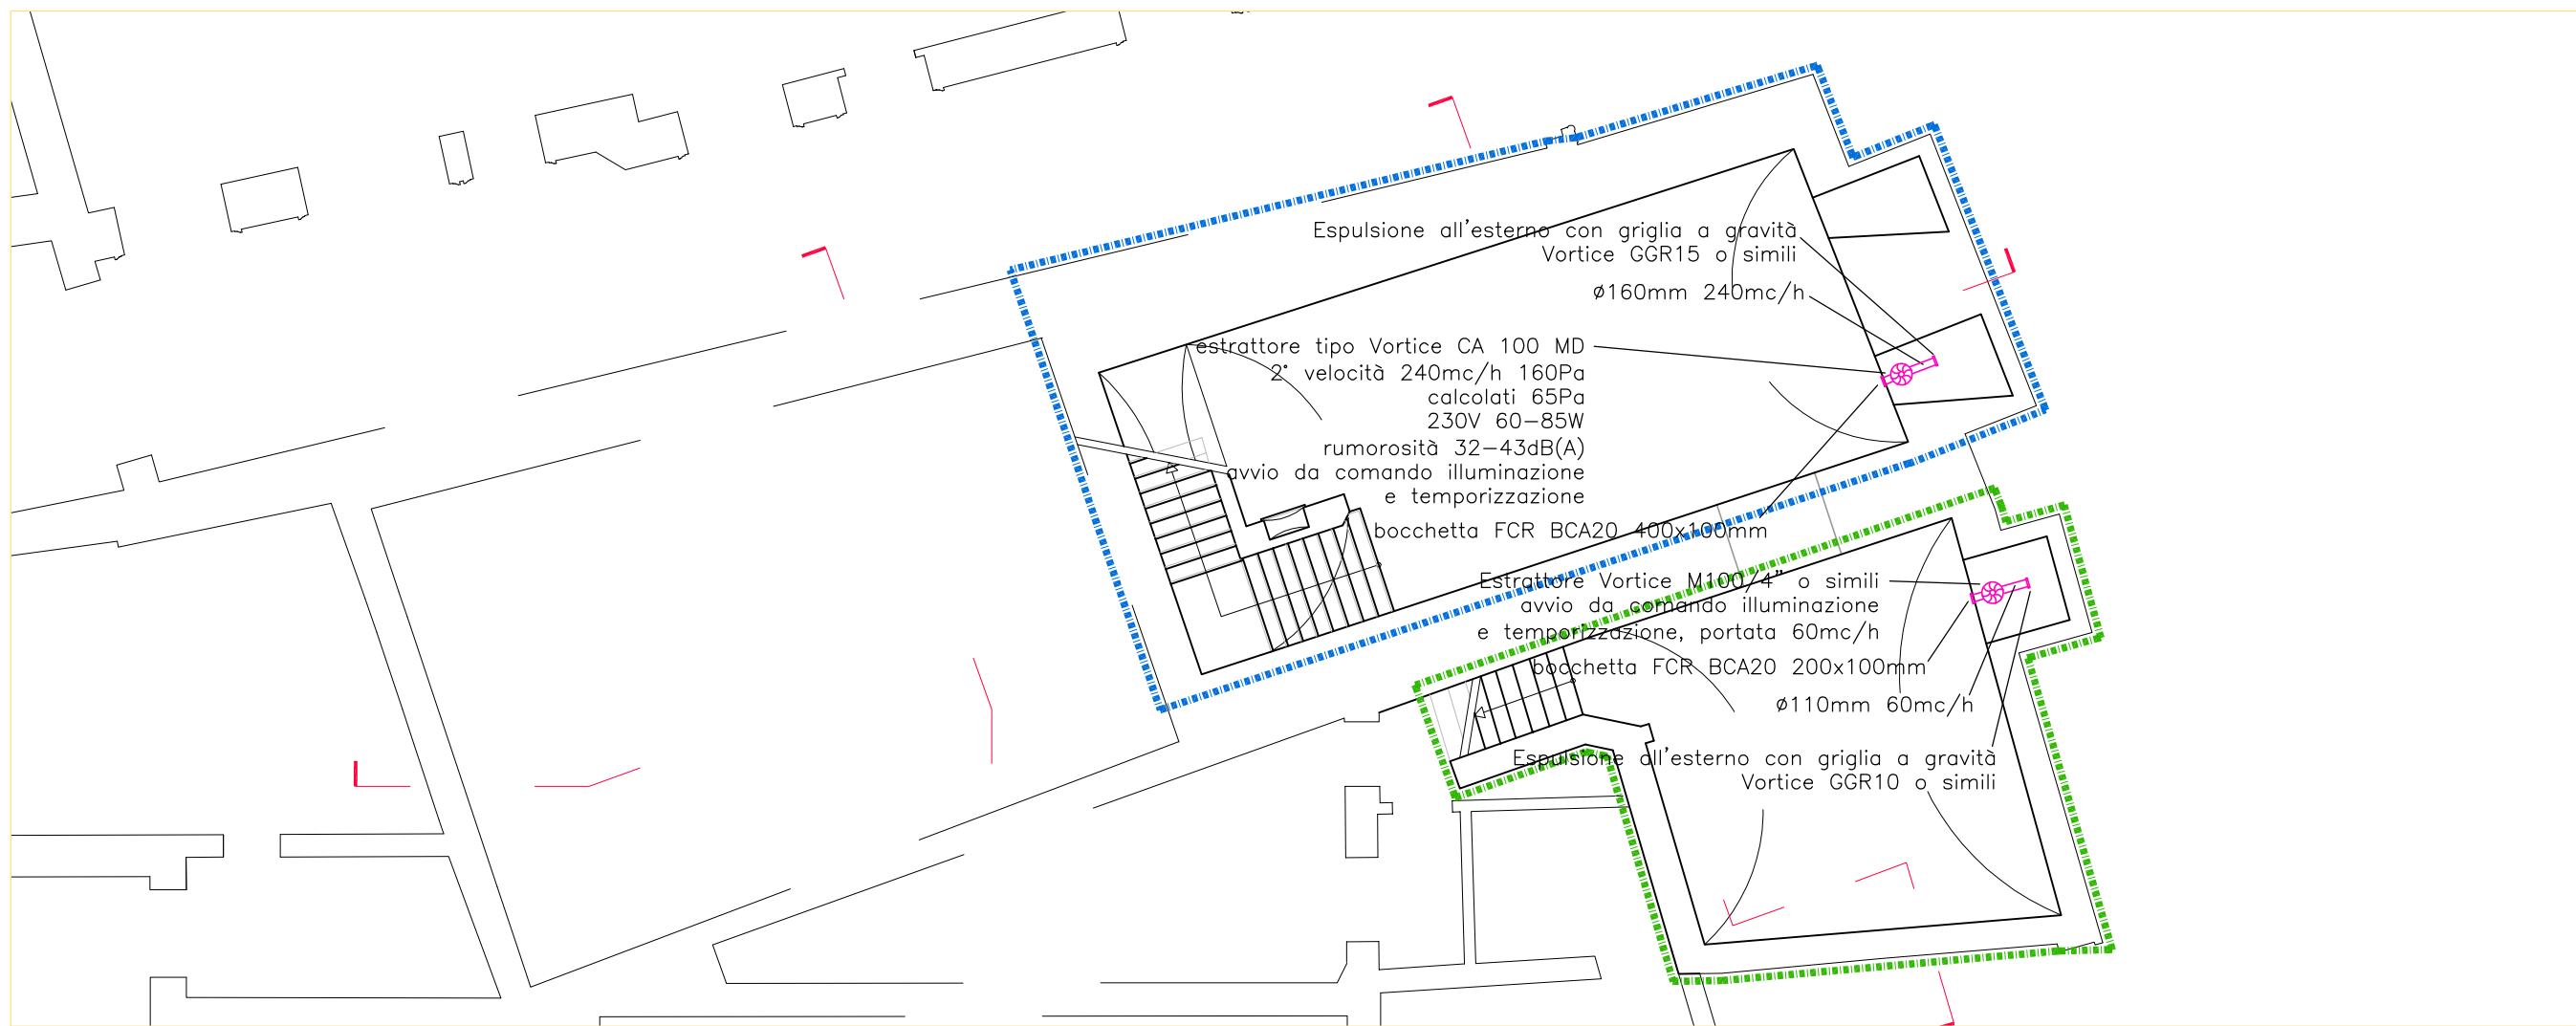 Espulsione all'esterno con griglia a gravità
Vortice GGR15 o simili
ø160mm 240mc/h
estrattore tipo Vortice CA 100 MD
2° velocità 240mc/h 160Pa
calcolati 65Pa
230V 60-85W
rumorosità 32-43dB(A)
avvio da comando illuminazione
e temporizzazione
bocchetta FCR BCA20 400x100mm
Estrattore Vortice M100/4" o simili
avvio da comando illuminazione
e temporizzazione, portata 60mc/h
bocchetta FCR BCA20 200x100mm
ø110mm 60mc/h
Espulsione all'esterno con griglia a gravità
Vortice GGR10 o simili